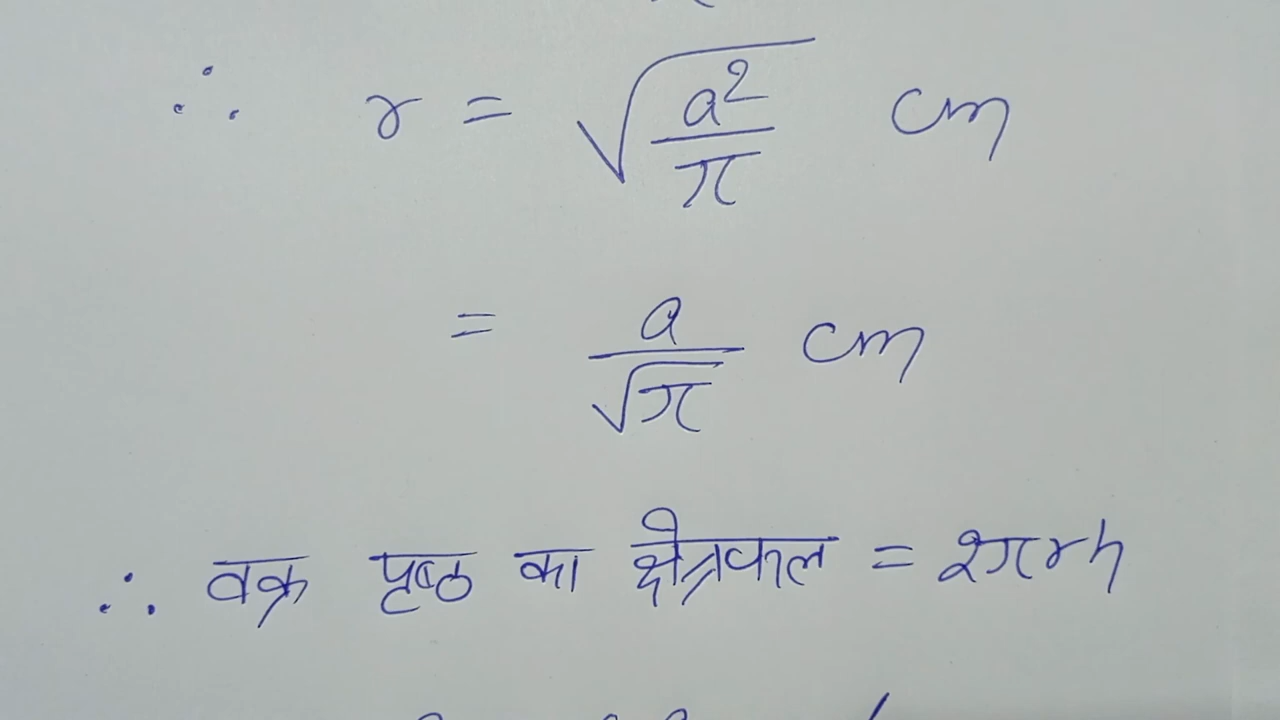 ∴ r = √(a²/π) cm
= a/√π cm
∴ वक्र पृष्ठ का क्षेत्रफल = 2πrh